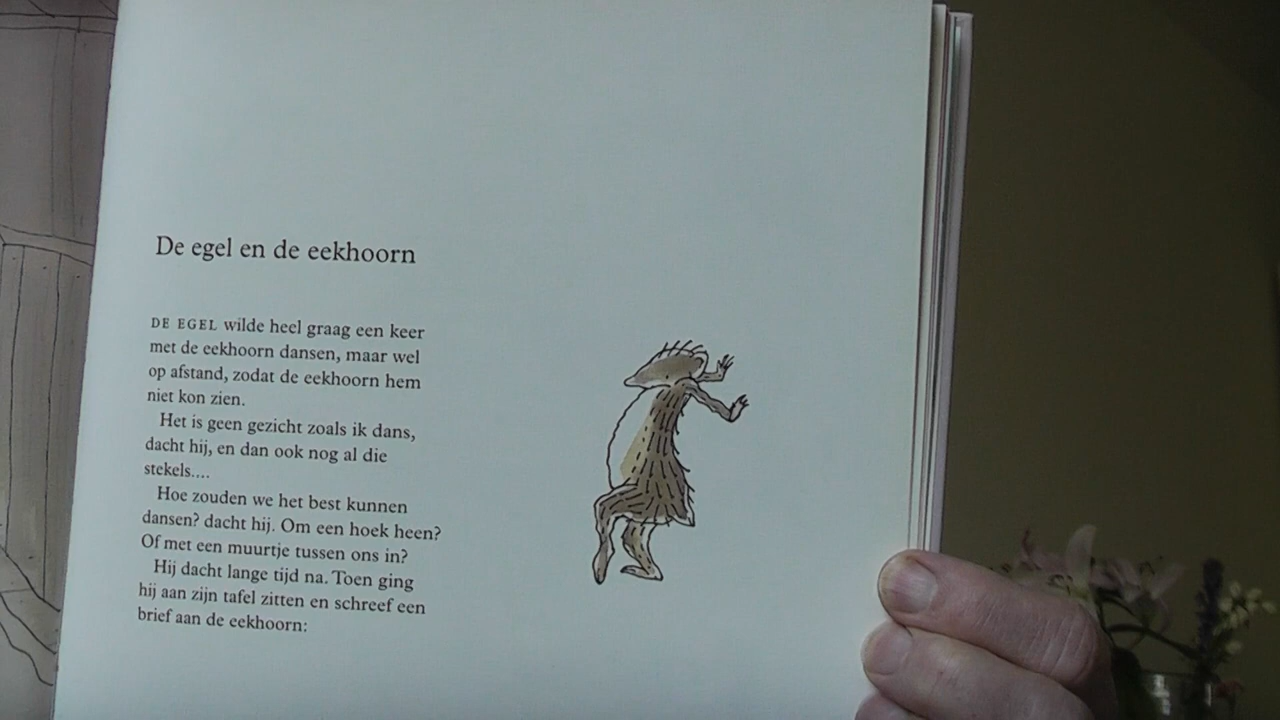 De egel en de eekhoorn
DE EGEL wilde heel graag een keer
met de eekhoorn dansen, maar wel
op afstand, zodat de eekhoorn hem
niet kon zien.
Het is geen gezicht zoals ik dans,
dacht hij, en dan ook nog al die
stekels....
Hoe zouden we het best kunnen
dansen? dacht hij. Om een hoek heen?
Of met een muurtje tussen ons in?
Hij dacht lange tijd na. Toen ging
hij aan zijn tafel zitten en schreef een
brief aan de eekhoorn: